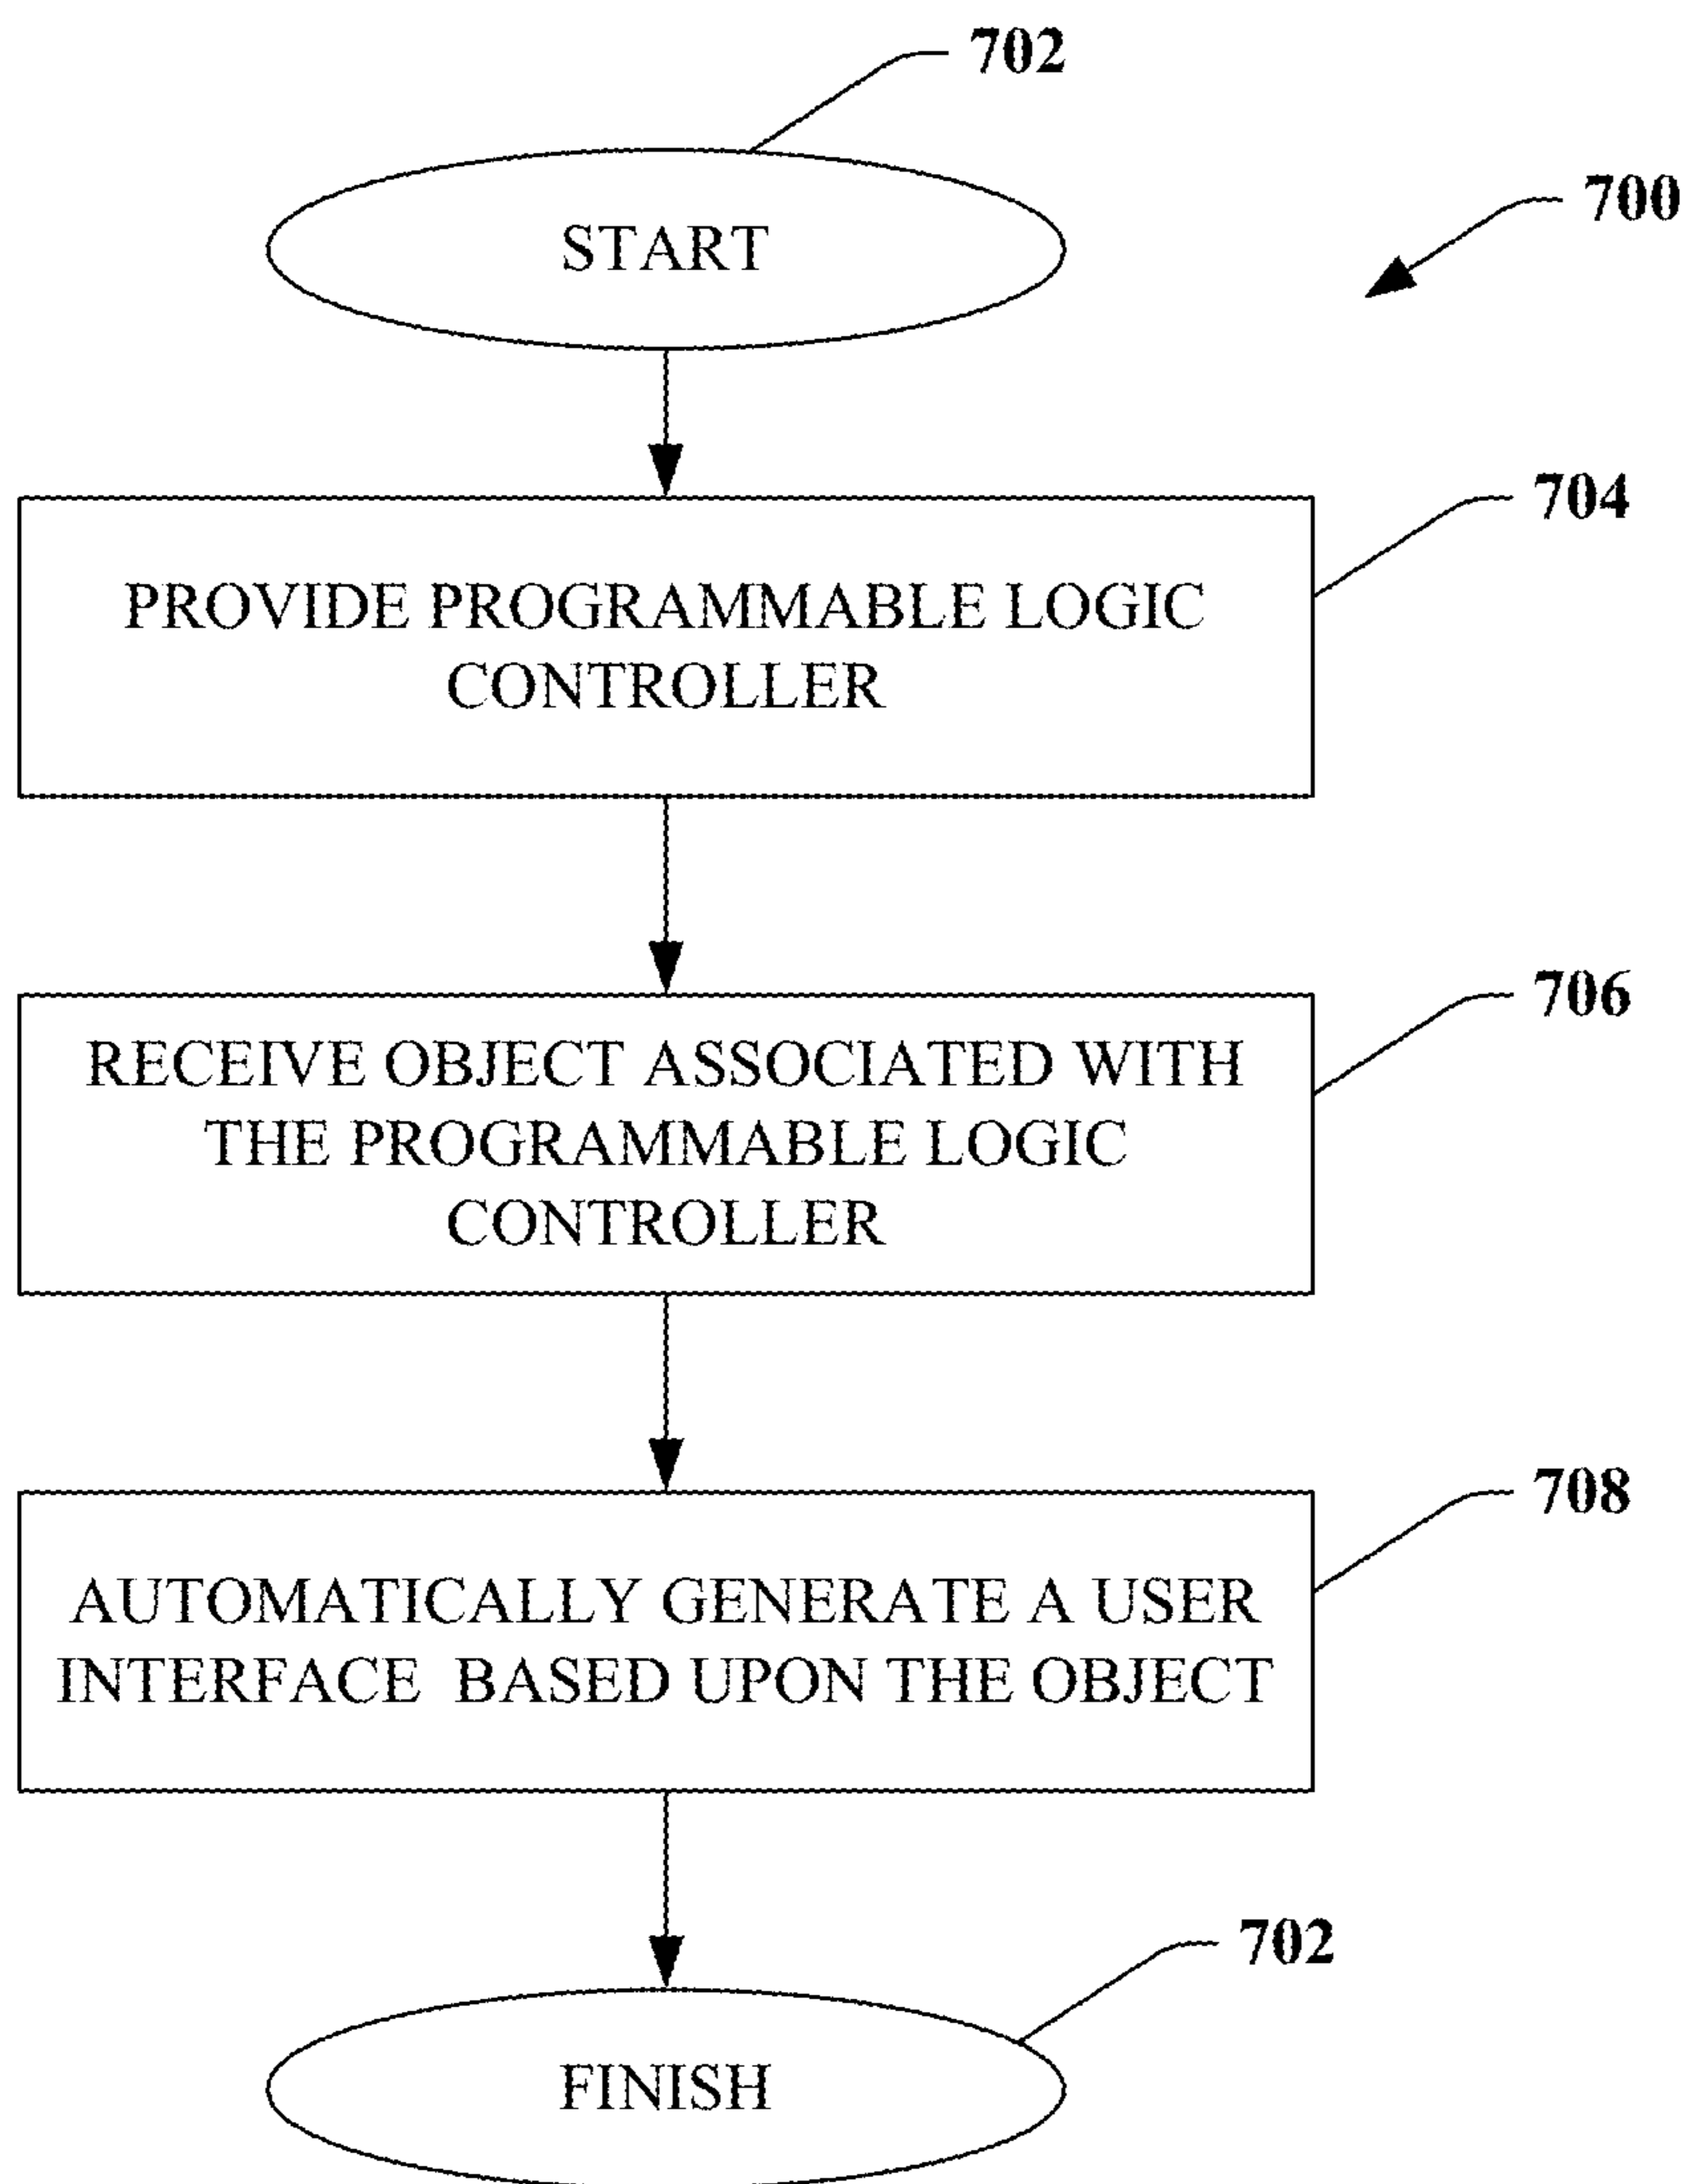 702
START
700
704
PROVIDE PROGRAMMABLE LOGIC
CONTROLLER
706
RECEIVE OBJECT ASSOCIATED WITH
THE PROGRAMMABLE LOGIC
CONTROLLER
708
AUTOMATICALLY GENERATE A USER
INTERFACE BASED UPON THE OBJECT
702
FINISH